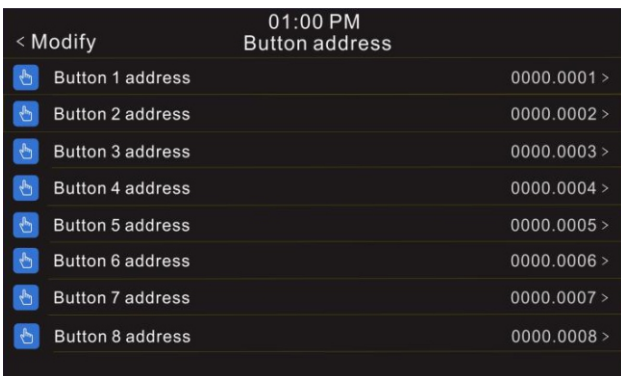 01:00 PM
< Modify Button address
Button 1 address 0000.0001 >
Button 2 address 0000.0002 >
Button 3 address 0000.0003 >
Button 4 address 0000.0004 >
Button 5 address 0000.0005 >
Button 6 address 0000.0006 >
Button 7 address 0000.0007 >
Button 8 address 0000.0008 >